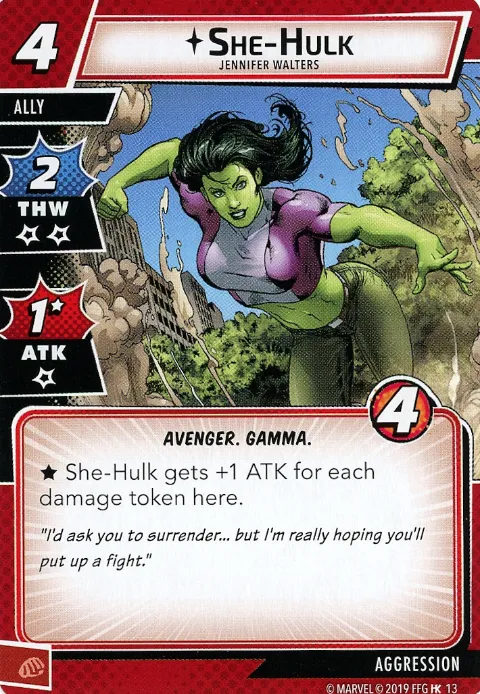 4
She-Hulk
JENNIFER WALTERS
ALLY
2
THW
1★
ATK
4
AVENGER. GAMMA.
★ She-Hulk gets +1 ATK for each
damage token here.
"I'd ask you to surrender... but I'm really hoping you'll
put up a fight."
AGGRESSION
© MARVEL © 2019 FFG HK 13